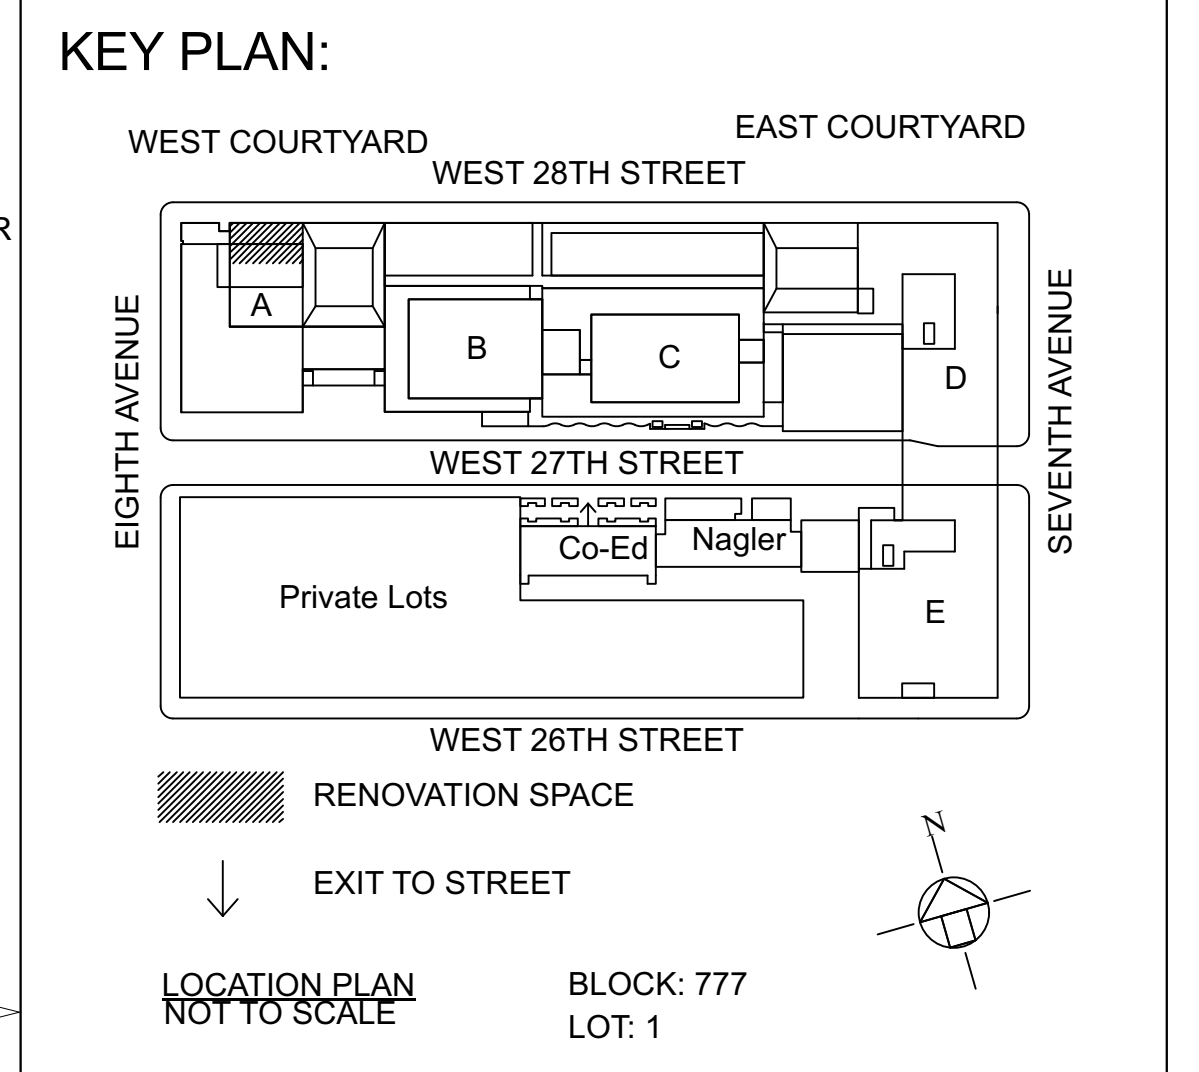 KEY PLAN:
WEST COURTYARD
EAST COURTYARD
WEST 28TH STREET
R
EIGHTH AVENUE
SEVENTH AVENUE
A
B
C
D
WEST 27TH STREET
Co-Ed
Nagler
Private Lots
E
WEST 26TH STREET
RENOVATION SPACE
N
EXIT TO STREET
LOCATION PLAN
NOT TO SCALE
BLOCK: 777
LOT: 1